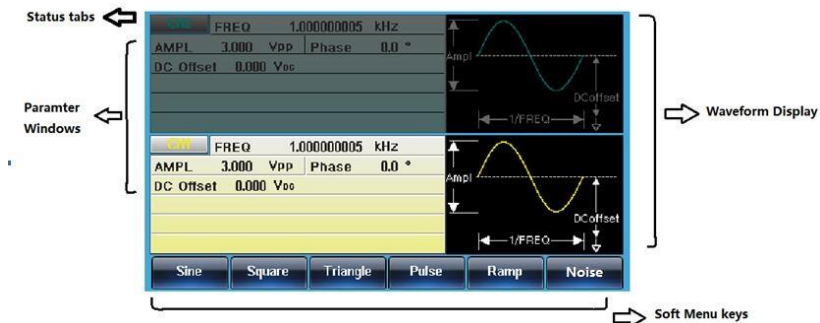 Status tabs
FREQ 1.000000005 kHz
AMPL 3.000 Vpp Phase 0.0 °
DC Offset 0.000 VDC
Ampl
DCoffset
1/FREQ
Paramter
Windows
Waveform Display
FREQ 1.000000005 kHz
AMPL 3.000 Vpp Phase 0.0 °
DC Offset 0.000 VDC
Ampl
DCoffset
1/FREQ
Sine Square Triangle Pulse Ramp Noise
Soft Menu keys